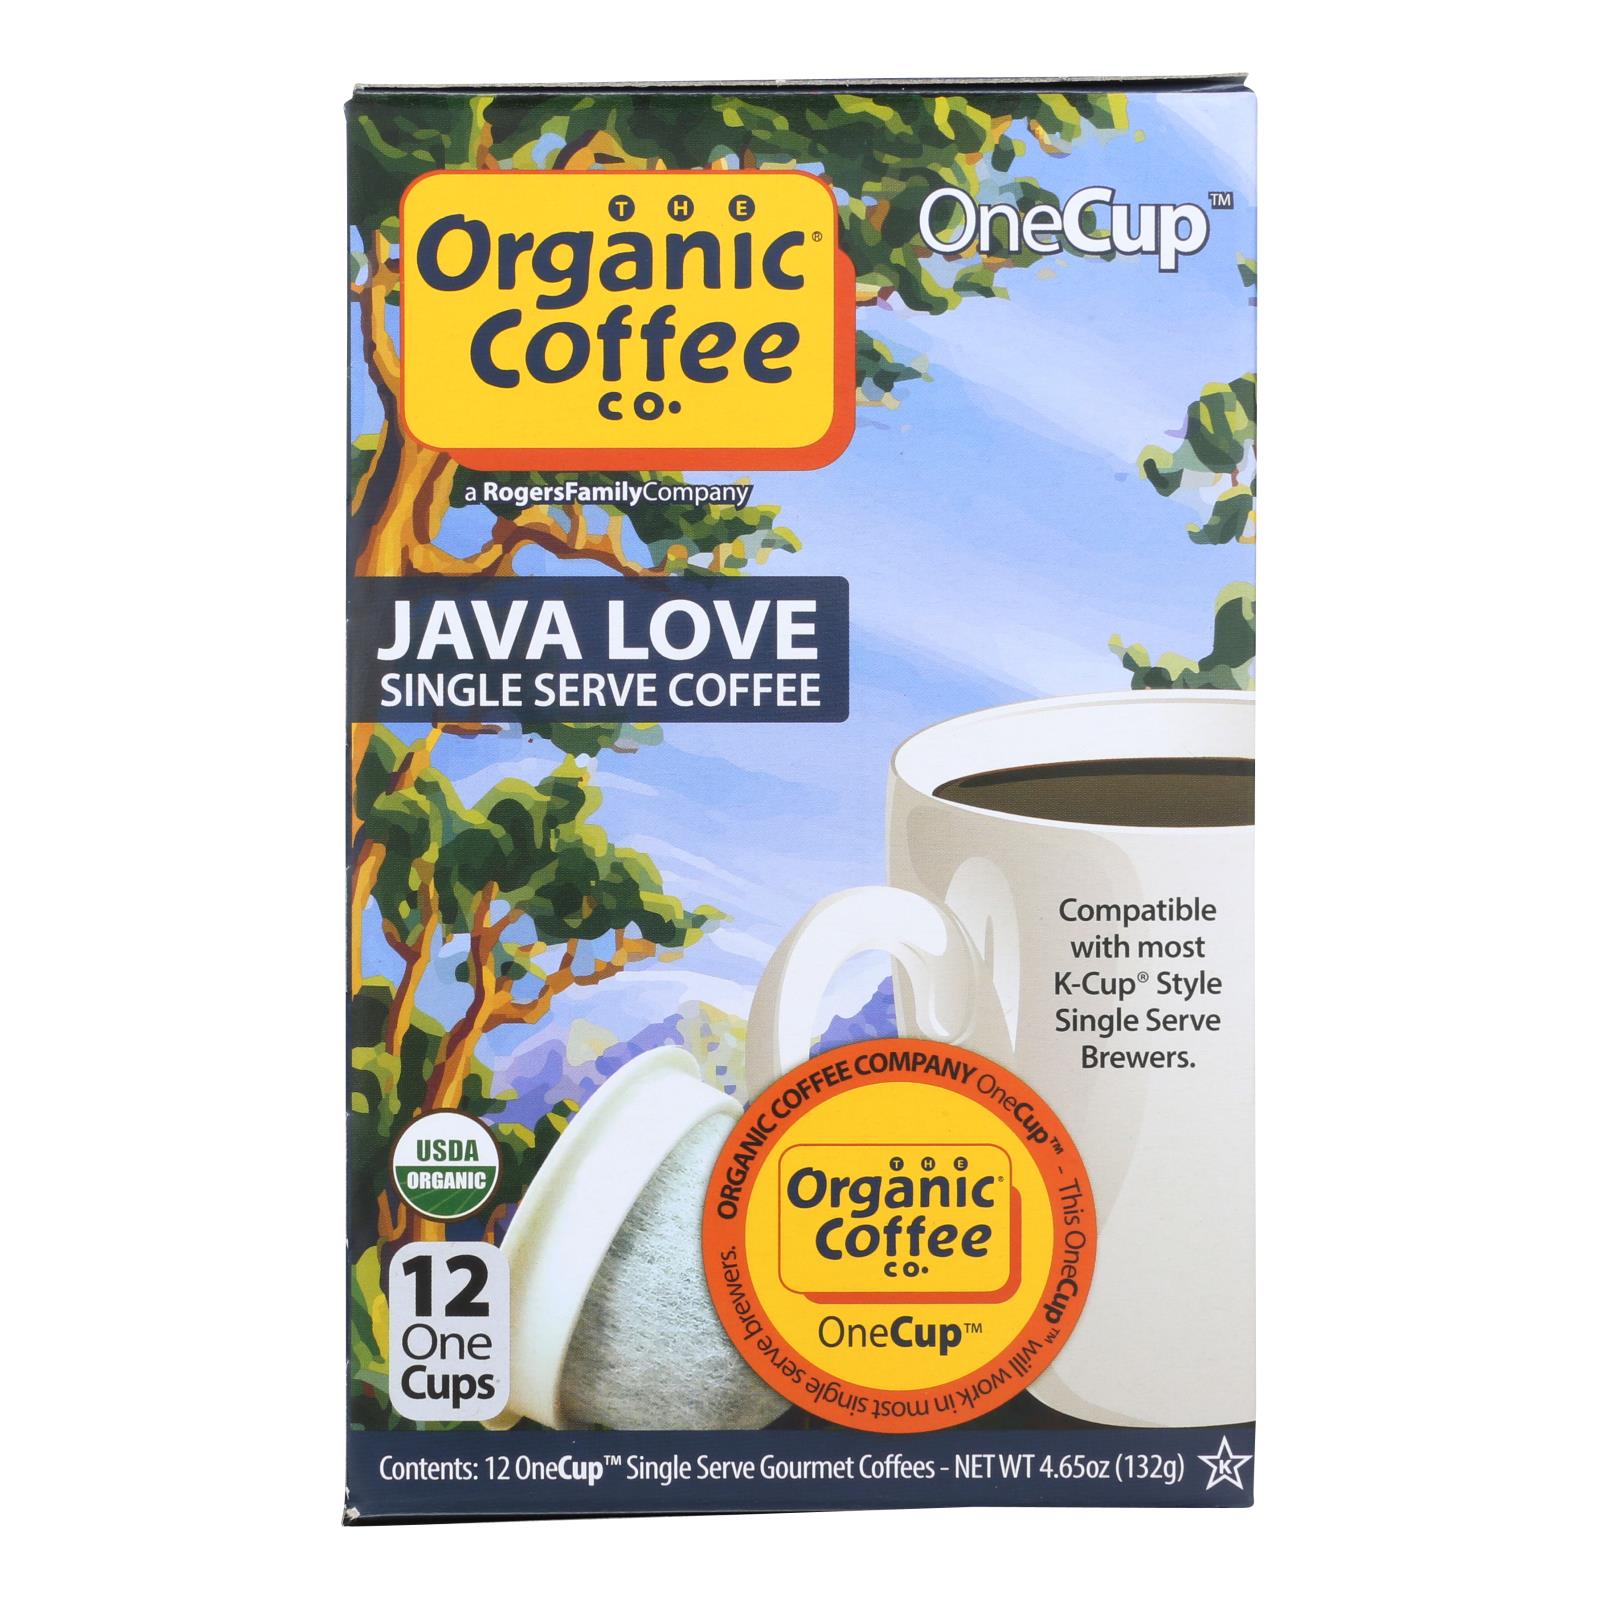 THE
Organic®
Coffee
CO.
a RogersFamilyCompany
OneCup™
JAVA LOVE
SINGLE SERVE COFFEE
Compatible
with most
K-Cup® Style
Single Serve
Brewers.
USDA
ORGANIC
12
One
Cups
ORGANIC COFFEE COMPANY OneCup™ - This OneCup™ will work in most single serve brewers.
THE
Organic®
Coffee
CO.
OneCup™
Contents: 12 OneCup™ Single Serve Gourmet Coffees - NET WT 4.65oz (132g)
K